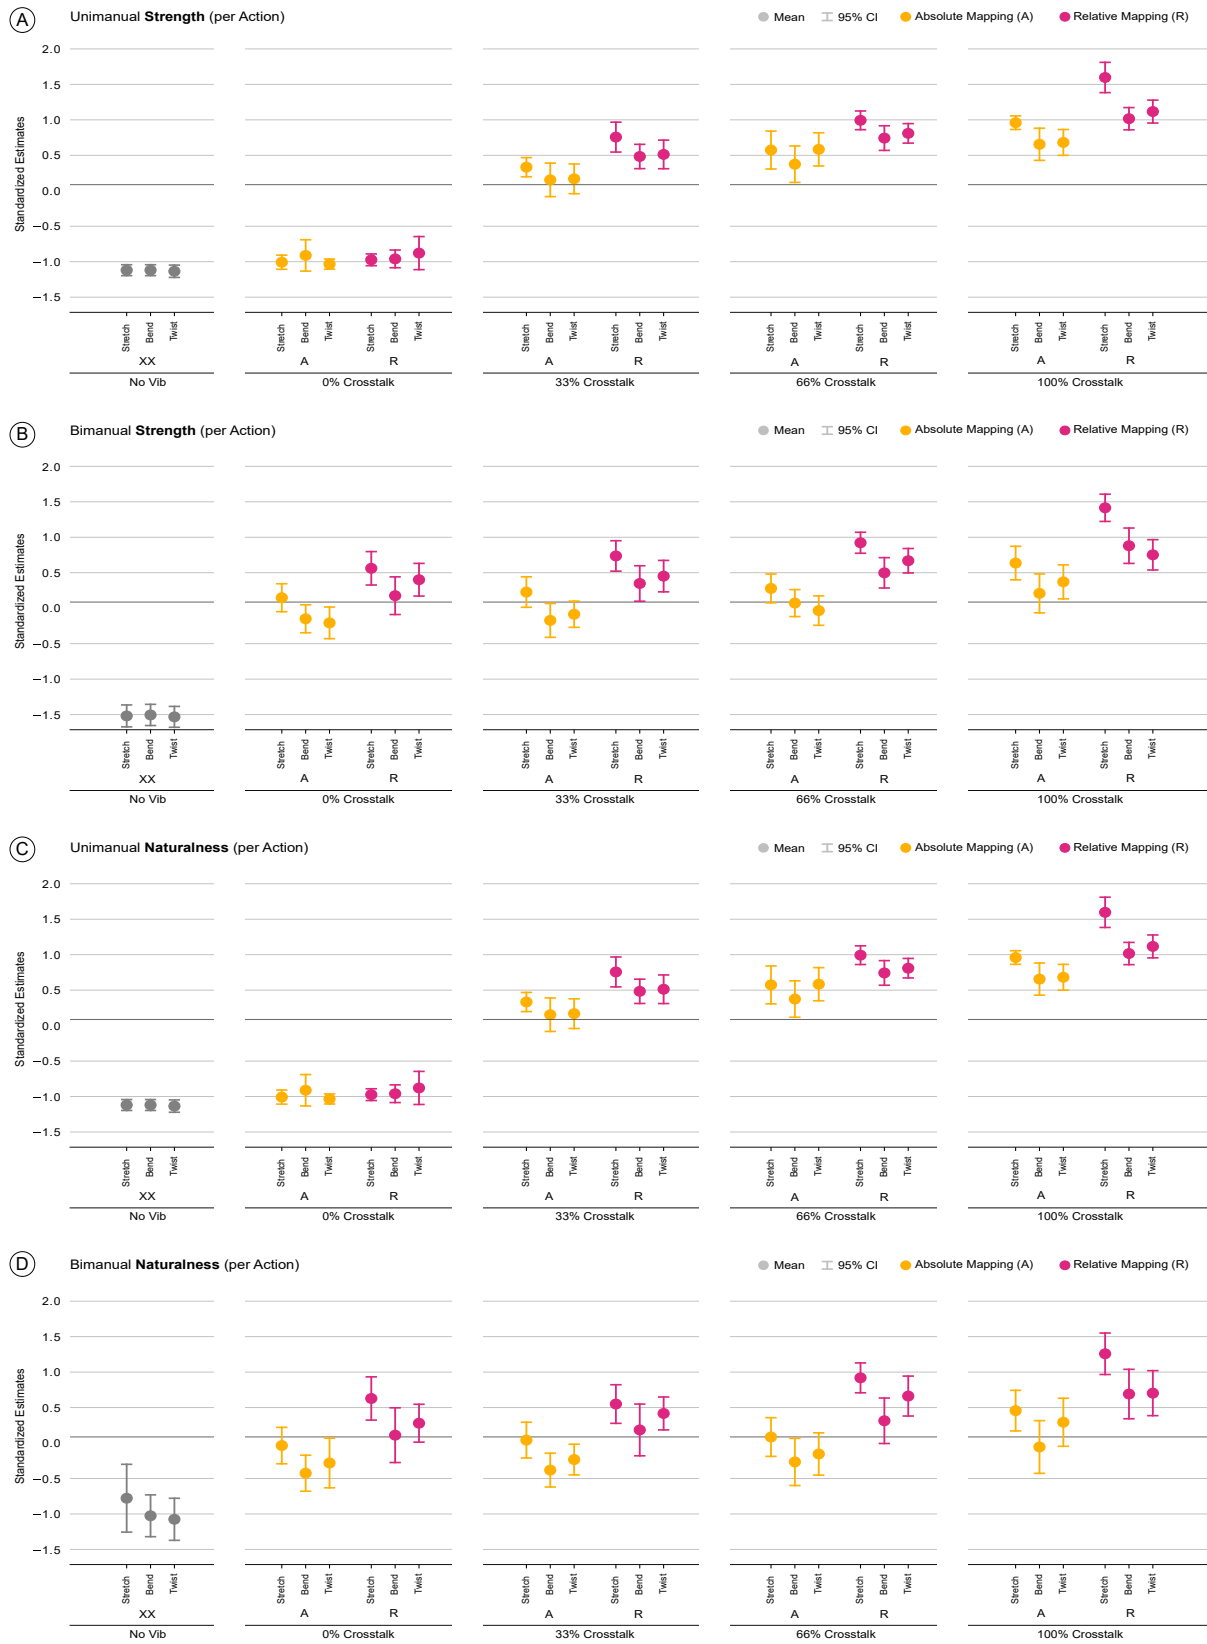 A Unimanual Strength (per Action) Mean 95% CI Absolute Mapping (A) Relative Mapping (R)
Standardized Estimates
2.0
1.5
1.0
0.5
0.0
−0.5
−1.0
−1.5
Stretch Bend Twist Stretch Bend Twist Stretch Bend Twist Stretch Bend Twist Stretch Bend Twist Stretch Bend Twist Stretch Bend Twist Stretch Bend Twist Stretch Bend Twist
XX A R A R A R A R
No Vib 0% Crosstalk 33% Crosstalk 66% Crosstalk 100% Crosstalk
B Bimanual Strength (per Action) Mean 95% CI Absolute Mapping (A) Relative Mapping (R)
Standardized Estimates
2.0
1.5
1.0
0.5
0.0
−0.5
−1.0
−1.5
Stretch Bend Twist Stretch Bend Twist Stretch Bend Twist Stretch Bend Twist Stretch Bend Twist Stretch Bend Twist Stretch Bend Twist Stretch Bend Twist Stretch Bend Twist
XX A R A R A R A R
No Vib 0% Crosstalk 33% Crosstalk 66% Crosstalk 100% Crosstalk
C Unimanual Naturalness (per Action) Mean 95% CI Absolute Mapping (A) Relative Mapping (R)
Standardized Estimates
2.0
1.5
1.0
0.5
0.0
−0.5
−1.0
−1.5
Stretch Bend Twist Stretch Bend Twist Stretch Bend Twist Stretch Bend Twist Stretch Bend Twist Stretch Bend Twist Stretch Bend Twist Stretch Bend Twist Stretch Bend Twist
XX A R A R A R A R
No Vib 0% Crosstalk 33% Crosstalk 66% Crosstalk 100% Crosstalk
D Bimanual Naturalness (per Action) Mean 95% CI Absolute Mapping (A) Relative Mapping (R)
Standardized Estimates
2.0
1.5
1.0
0.5
0.0
−0.5
−1.0
−1.5
Stretch Bend Twist Stretch Bend Twist Stretch Bend Twist Stretch Bend Twist Stretch Bend Twist Stretch Bend Twist Stretch Bend Twist Stretch Bend Twist Stretch Bend Twist
XX A R A R A R A R
No Vib 0% Crosstalk 33% Crosstalk 66% Crosstalk 100% Crosstalk